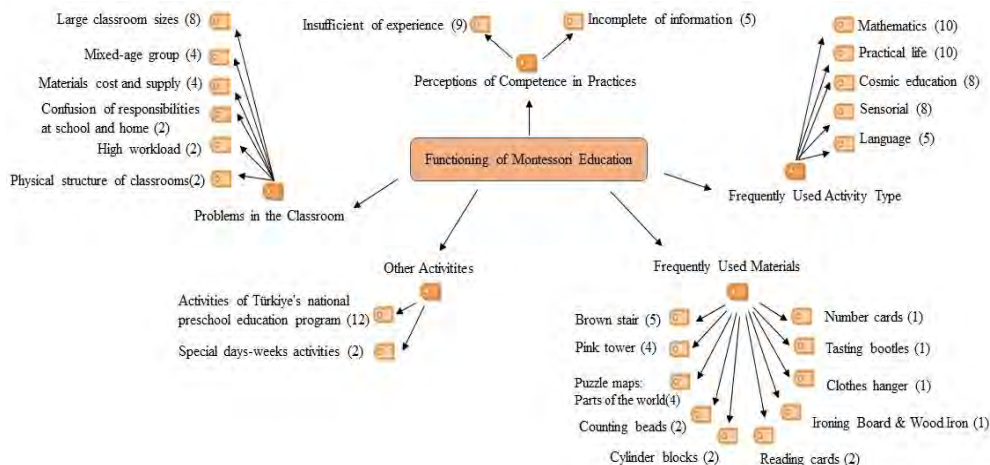 Functioning of Montessori Education
Perceptions of Competence in Practices
Insufficient of experience (9)
Incomplete of information (5)
Frequently Used Activity Type
Mathematics (10)
Practical life (10)
Cosmic education (8)
Sensorial (8)
Language (5)
Problems in the Classroom
Large classroom sizes (8)
Mixed-age group (4)
Materials cost and supply (4)
Confusion of responsibilities
at school and home (2)
High workload (2)
Physical structure of classrooms(2)
Other Activitites
Activities of Türkiye's national
preschool education program (12)
Special days-weeks activities (2)
Frequently Used Materials
Brown stair (5)
Pink tower (4)
Puzzle maps:
Parts of the world(4)
Counting beads (2)
Cylinder blocks (2)
Reading cards (2)
Ironing Board & Wood Iron (1)
Clothes hanger (1)
Tasting bootles (1)
Number cards (1)